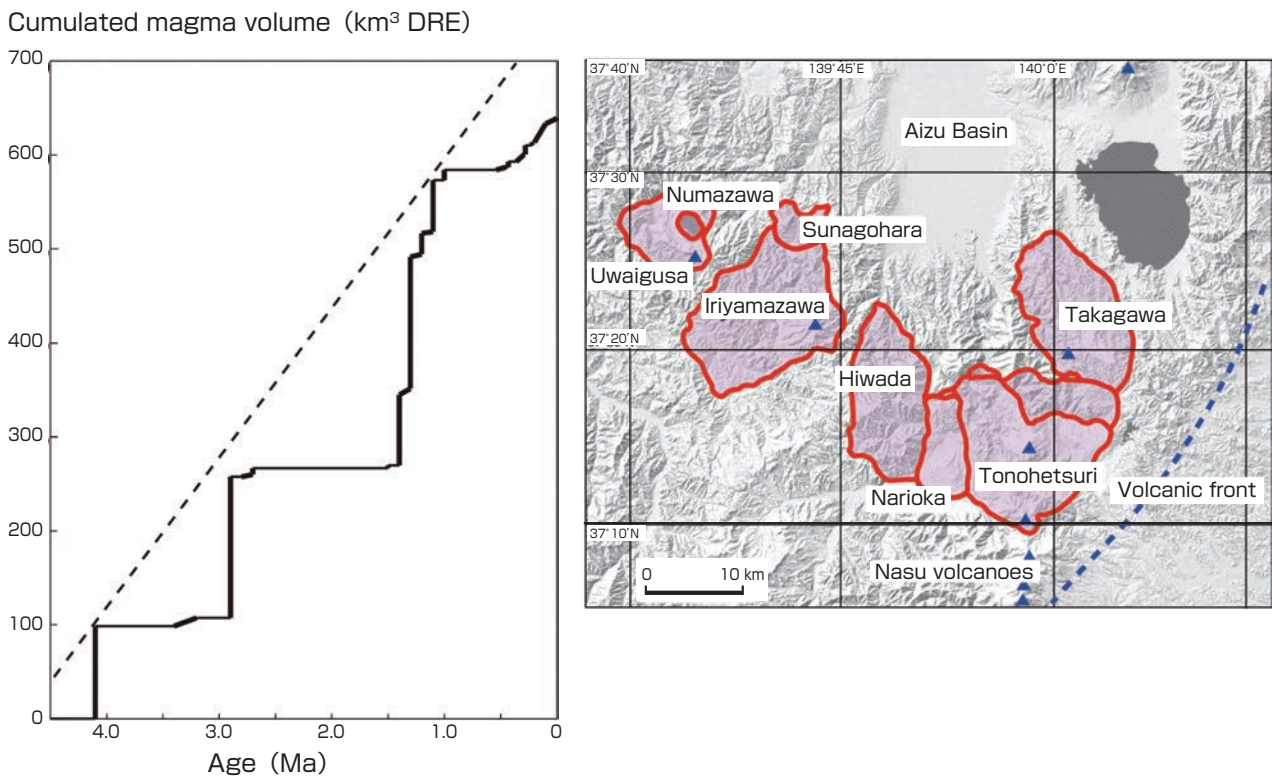 Cumulated magma volume (km³ DRE)
700
600
500
400
300
200
100
0
4.0 3.0 2.0 1.0 0
Age (Ma)
37°40'N 139°45'E 140°0'E
Aizu Basin
37°30'N
Numazawa
Sunagohara
Uwaigusa
Iriyamazawa
Takagawa
37°20'N
Hiwada
Tonohetsuri
Narioka
Volcanic front
37°10'N
Nasu volcanoes
0 10 km